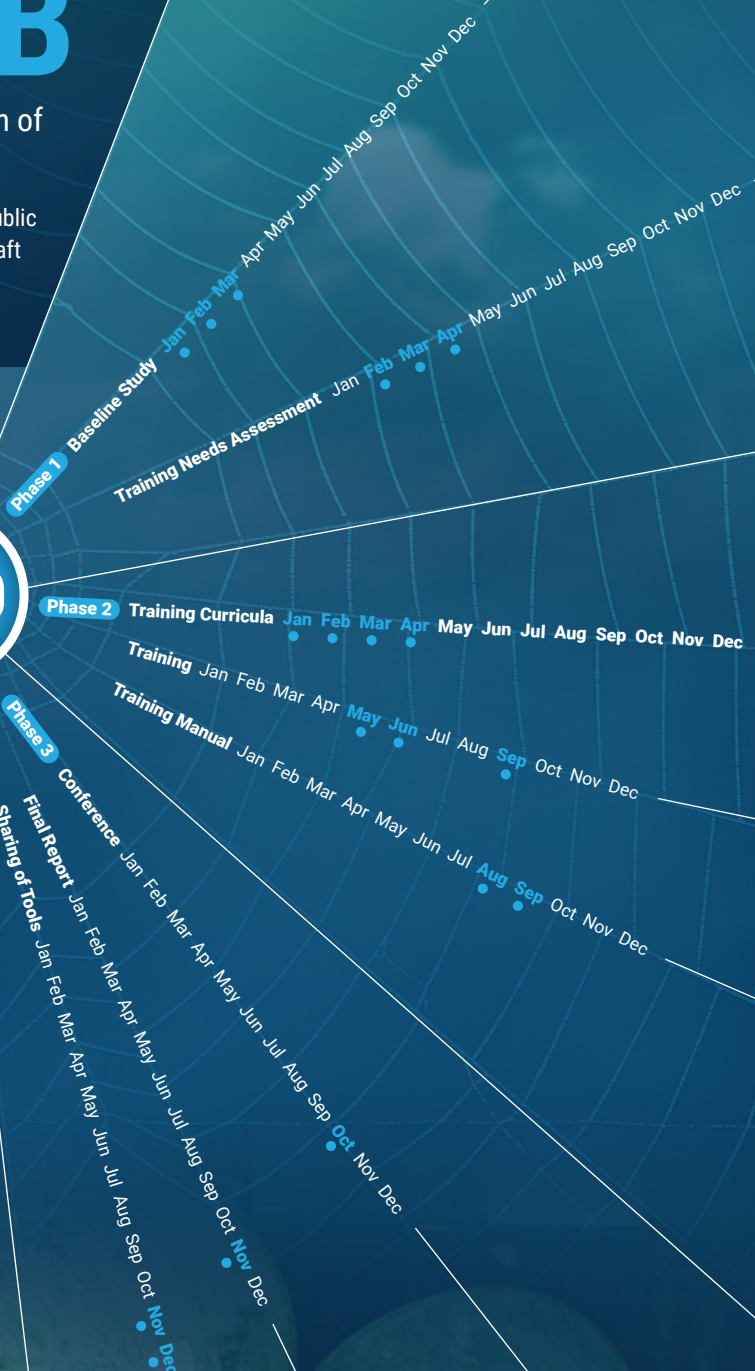 B
n of
ublic
aft
Phase 1 Baseline Study Jan Feb Mar Apr May Jun Jul Aug Sep Oct Nov Dec
Training Needs Assessment Jan Feb Mar Apr May Jun Jul Aug Sep Oct Nov Dec
Phase 2 Training Curricula Jan Feb Mar Apr May Jun Jul Aug Sep Oct Nov Dec
Training Jan Feb Mar Apr May Jun Jul Aug Sep Oct Nov Dec
Training Manual Jan Feb Mar Apr May Jun Jul Aug Sep Oct Nov Dec
Phase 3 Conference Jan Feb Mar Apr May Jun Jul Aug Sep Oct Nov Dec
Final Report Jan Feb Mar Apr May Jun Jul Aug Sep Oct Nov Dec
Sharing of Tools Jan Feb Mar Apr May Jun Jul Aug Sep Oct Nov Dec